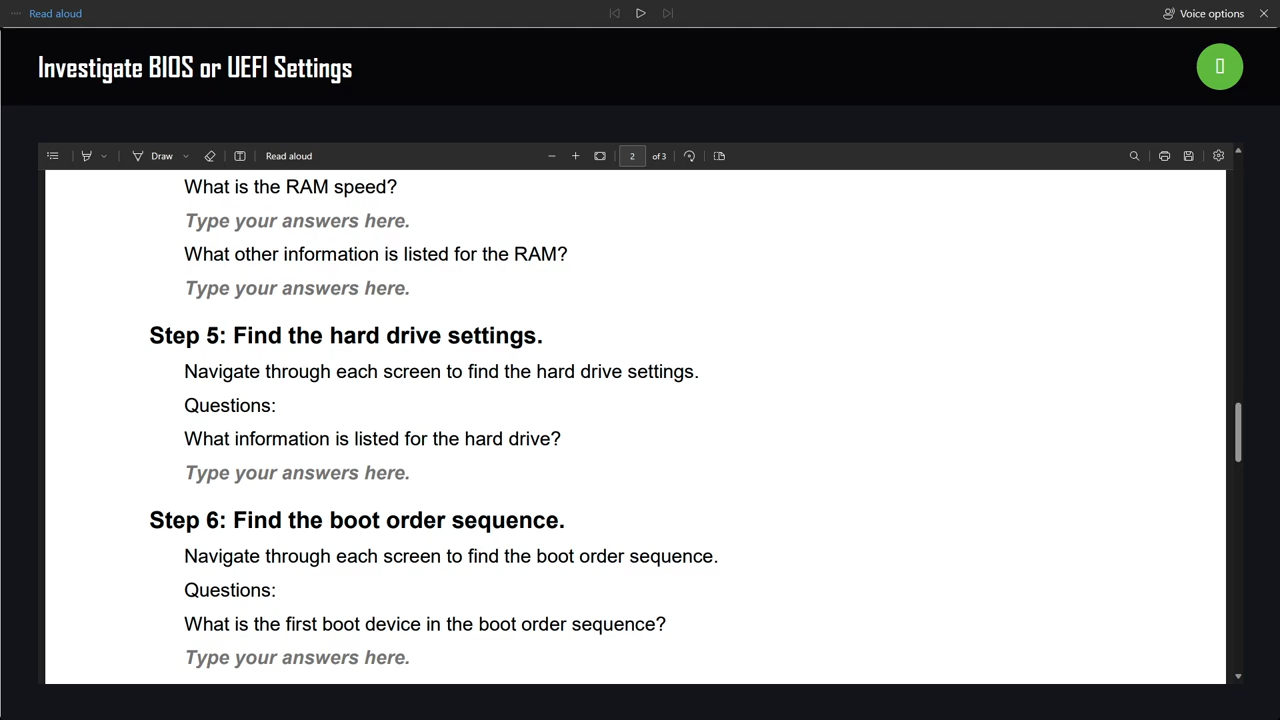 Read aloud
Voice options
Investigate BIOS or UEFI Settings
Draw
Read aloud
2 of 3
What is the RAM speed?
Type your answers here.
What other information is listed for the RAM?
Type your answers here.
Step 5: Find the hard drive settings.
Navigate through each screen to find the hard drive settings.
Questions:
What information is listed for the hard drive?
Type your answers here.
Step 6: Find the boot order sequence.
Navigate through each screen to find the boot order sequence.
Questions:
What is the first boot device in the boot order sequence?
Type your answers here.